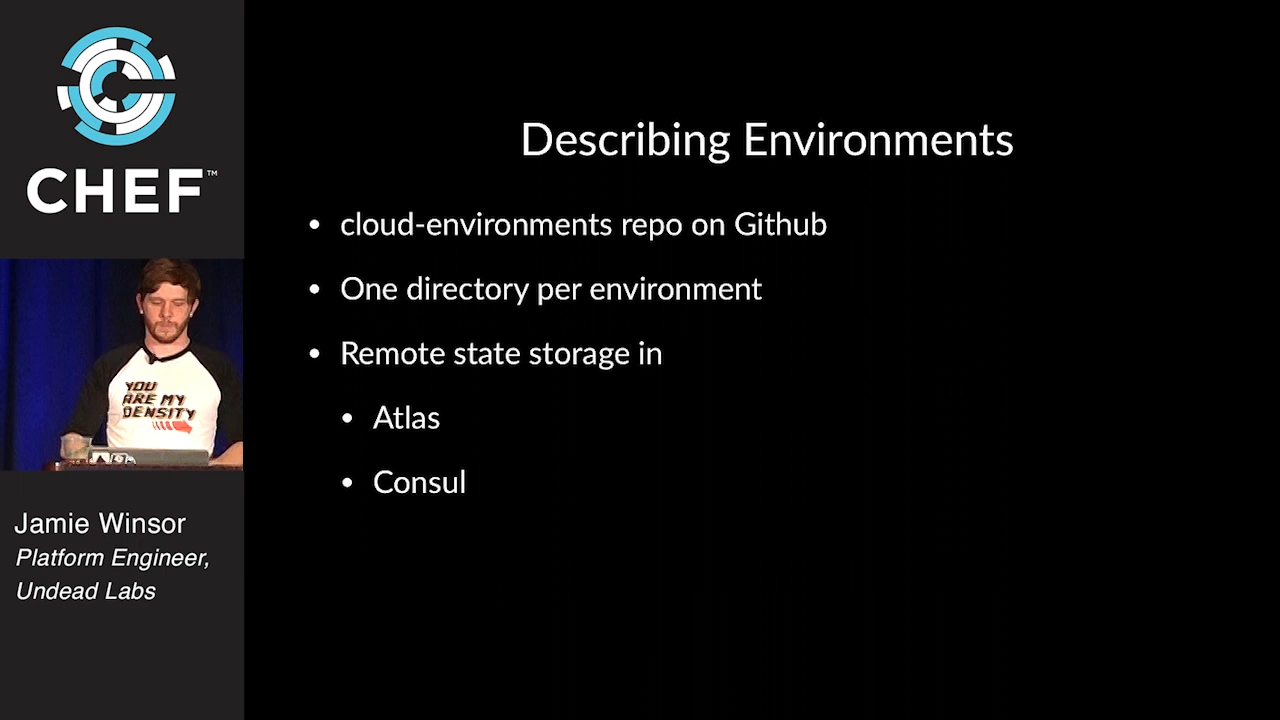 CHEF™
YOU
ARE MY
DENSITY
Jamie Winsor
Platform Engineer,
Undead Labs
Describing Environments
• cloud-environments repo on Github
• One directory per environment
• Remote state storage in
• Atlas
• Consul